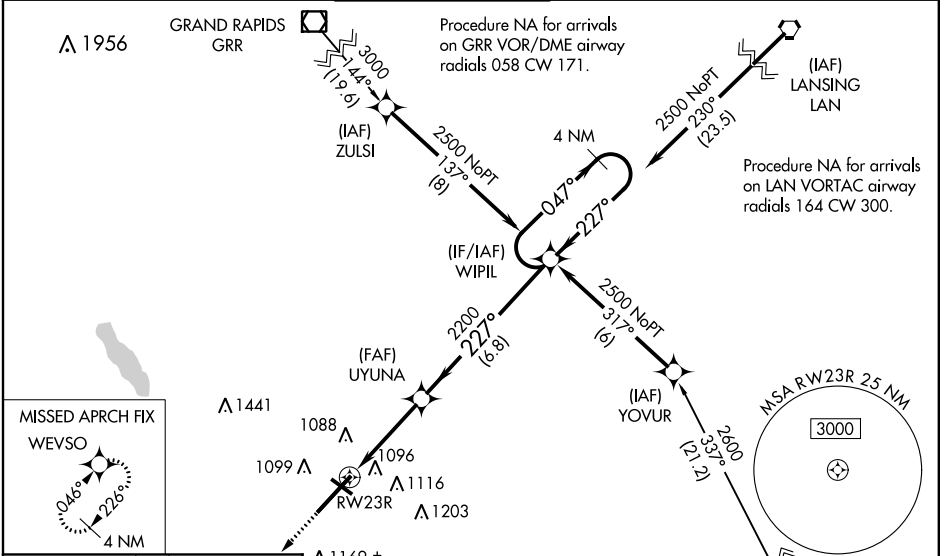 GRAND RAPIDS
GRR
Procedure NA for arrivals
on GRR VOR/DME airway
radials 058 CW 171.
1956
3000
144°
(19.6)
(IAF)
ZULSI
2500 NoPT
137°
(8)
(IAF)
LANSING
LAN
2500 NoPT
230°
(23.5)
4 NM
047°
227°
Procedure NA for arrivals
on LAN VORTAC airway
radials 164 CW 300.
(IF/IAF)
WIPIL
2500 NoPT
317°
(6)
2200
227°
(6.8)
(FAF)
UYUNA
(IAF)
YOVUR
2600
337°
(21.2)
MSA RW23R 25 NM
3000
1441
1088
1099
1096
1116
1203
RW23R
MISSED APRCH FIX
WEVSO
046°
226°
4 NM
1169 ±